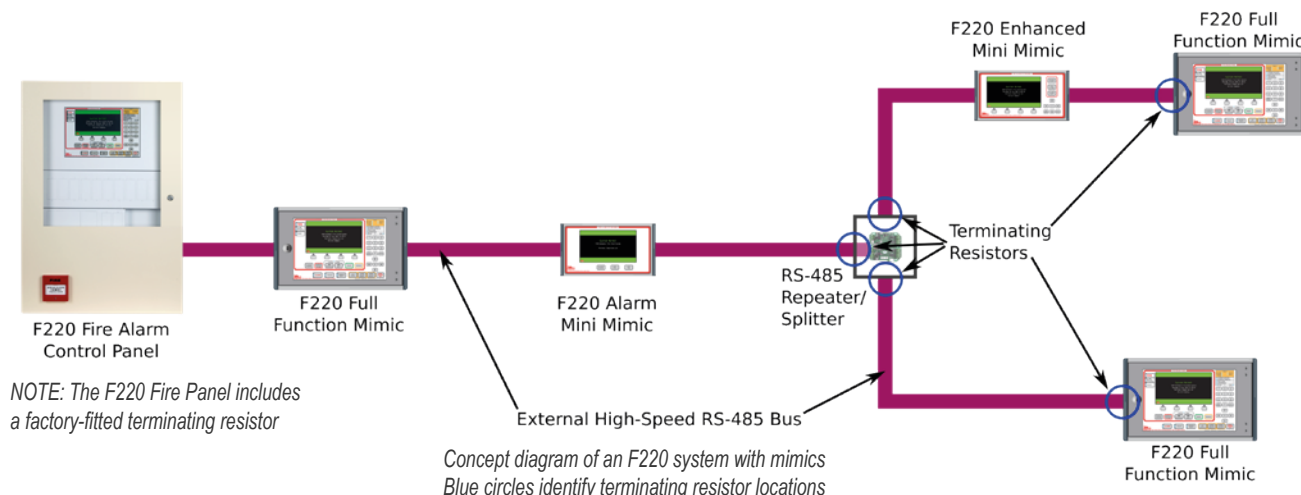 F220 Enhanced
Mini Mimic
F220 Full
Function Mimic
Terminating
Resistors
RS-485
Repeater/
Splitter
F220 Full
Function Mimic
F220 Alarm
Mini Mimic
F220 Fire Alarm
Control Panel
NOTE: The F220 Fire Panel includes
a factory-fitted terminating resistor
External High-Speed RS-485 Bus
F220 Full
Function Mimic
Concept diagram of an F220 system with mimics
Blue circles identify terminating resistor locations